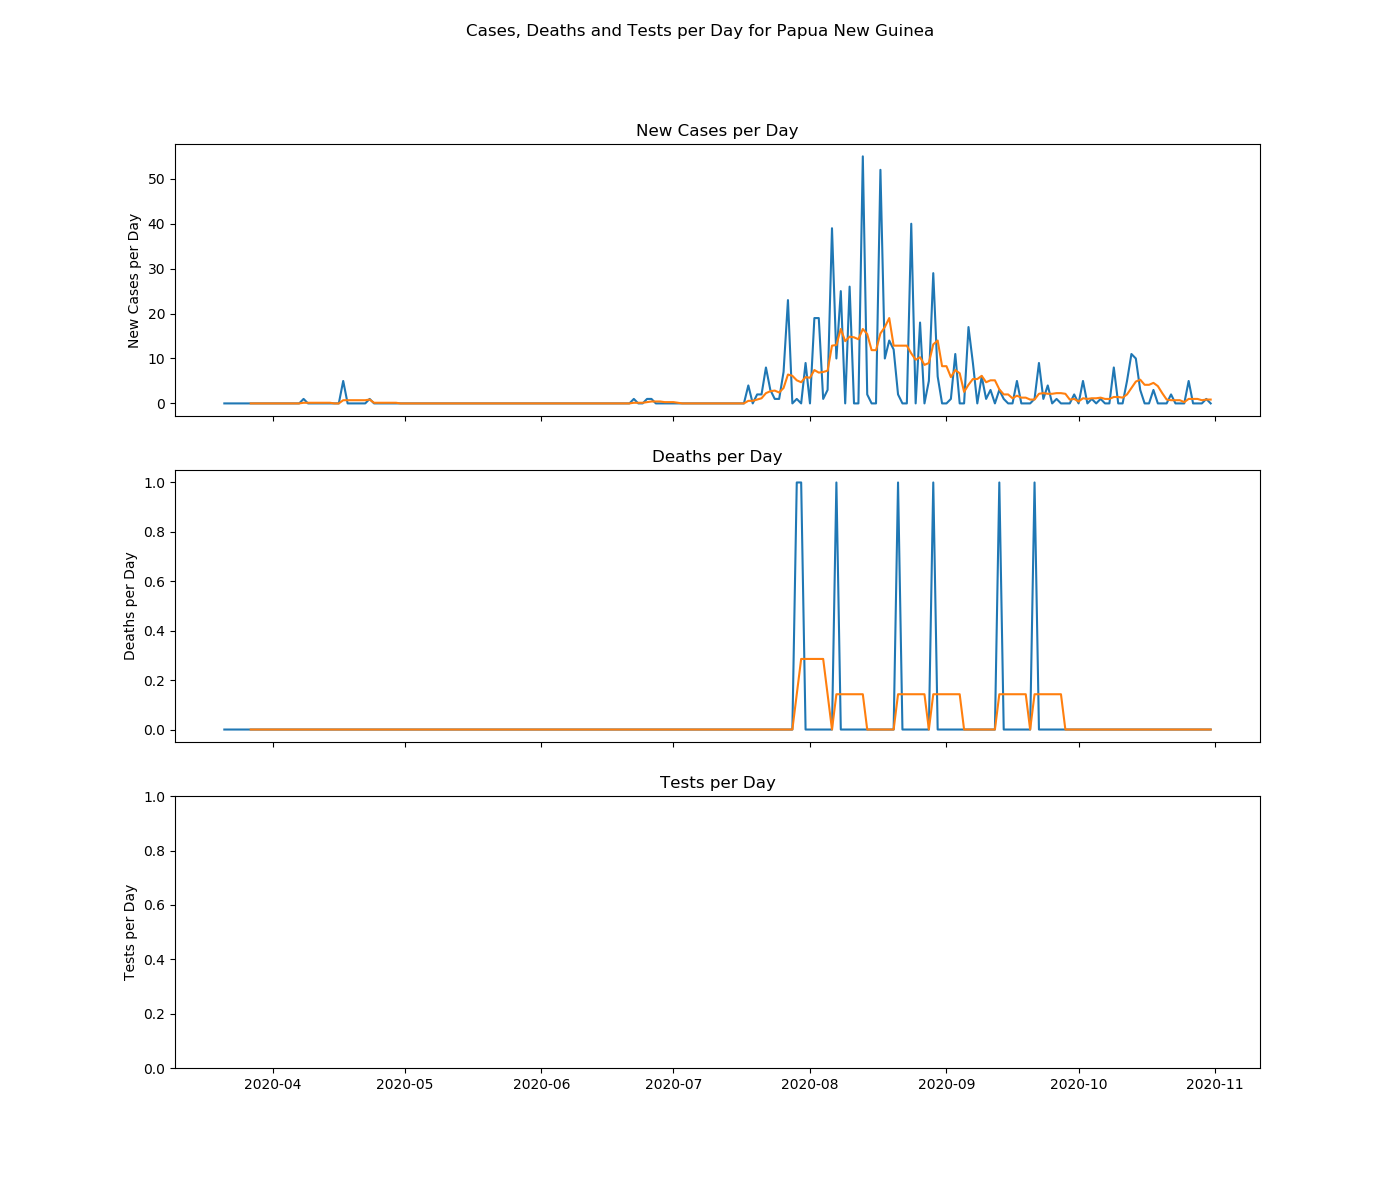 Cases, Deaths and Tests per Day for Papua New Guinea
New Cases per Day
New Cases per Day
50
40
30
20
10
0
Deaths per Day
Deaths per Day
1.0
0.8
0.6
0.4
0.2
0.0
Tests per Day
Tests per Day
1.0
0.8
0.6
0.4
0.2
0.0
2020-04 2020-05 2020-06 2020-07 2020-08 2020-09 2020-10 2020-11